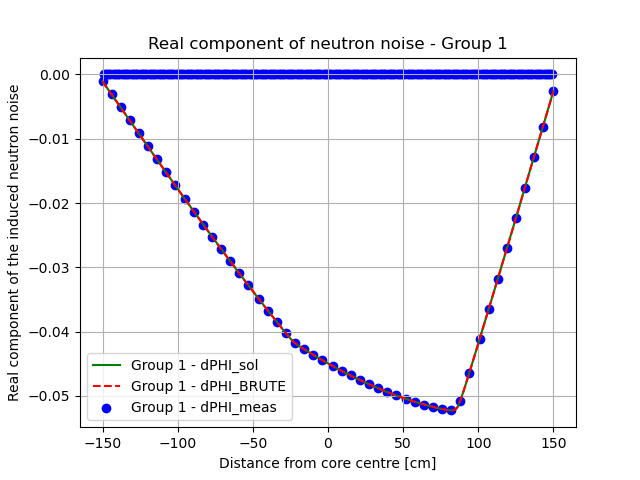 Real component of neutron noise - Group 1
Real component of the induced neutron noise
0.00
−0.01
−0.02
−0.03
−0.04
−0.05
Group 1 - dPHI_sol
Group 1 - dPHI_BRUTE
Group 1 - dPHI_meas
−150
−100
−50
0
50
100
150
Distance from core centre [cm]